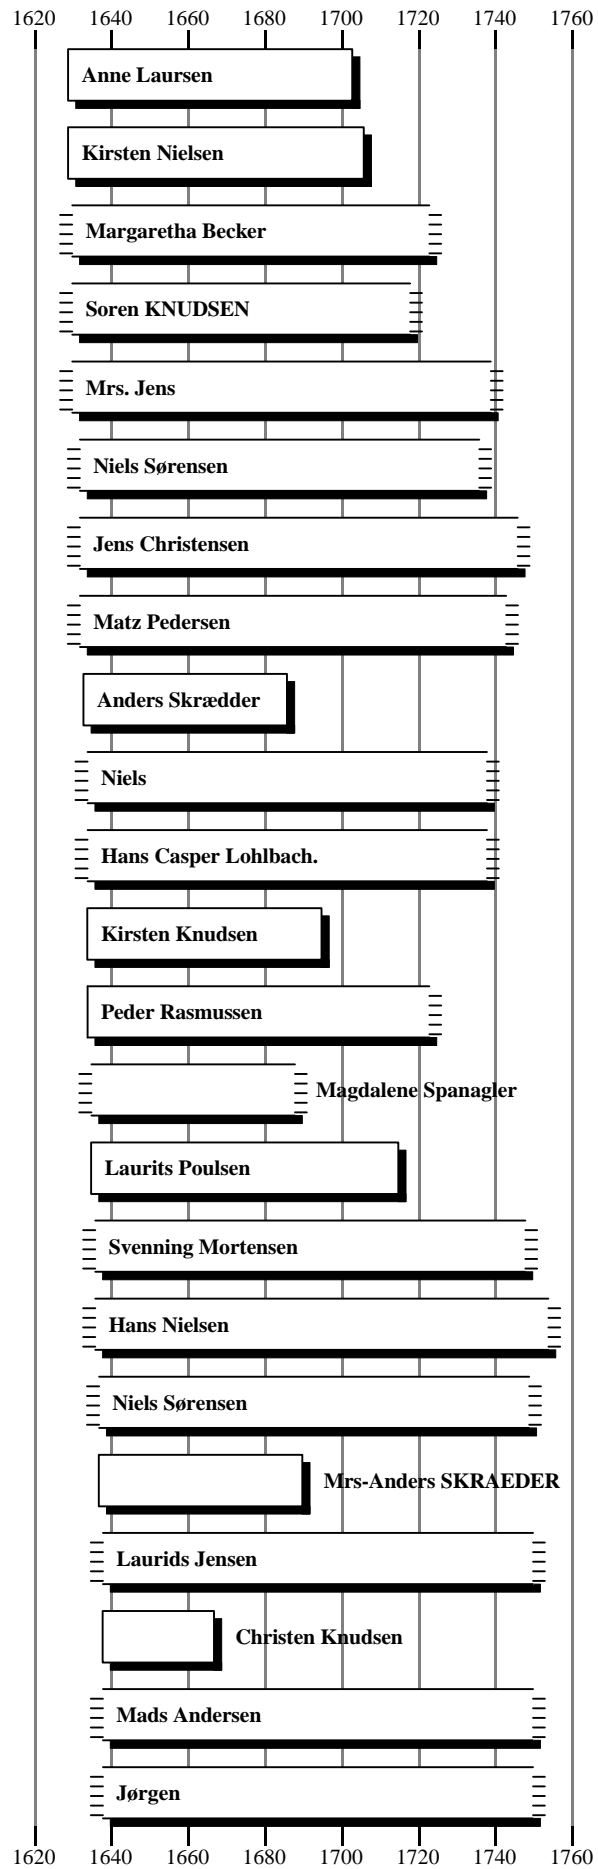 1620 1640 1660 1680 1700 1720 1740 1760
Anne Laursen
Kirsten Nielsen
Margaretha Becker
Soren KNUDSEN
Mrs. Jens
Niels Sørensen
Jens Christensen
Matz Pedersen
Anders Skrædder
Niels
Hans Casper Lohlbach.
Kirsten Knudsen
Peder Rasmussen
Magdalene Spanagler
Laurits Poulsen
Svenning Mortensen
Hans Nielsen
Niels Sørensen
Mrs-Anders SKRAEDER
Laurids Jensen
Christen Knudsen
Mads Andersen
Jørgen
1620 1640 1660 1680 1700 1720 1740 1760